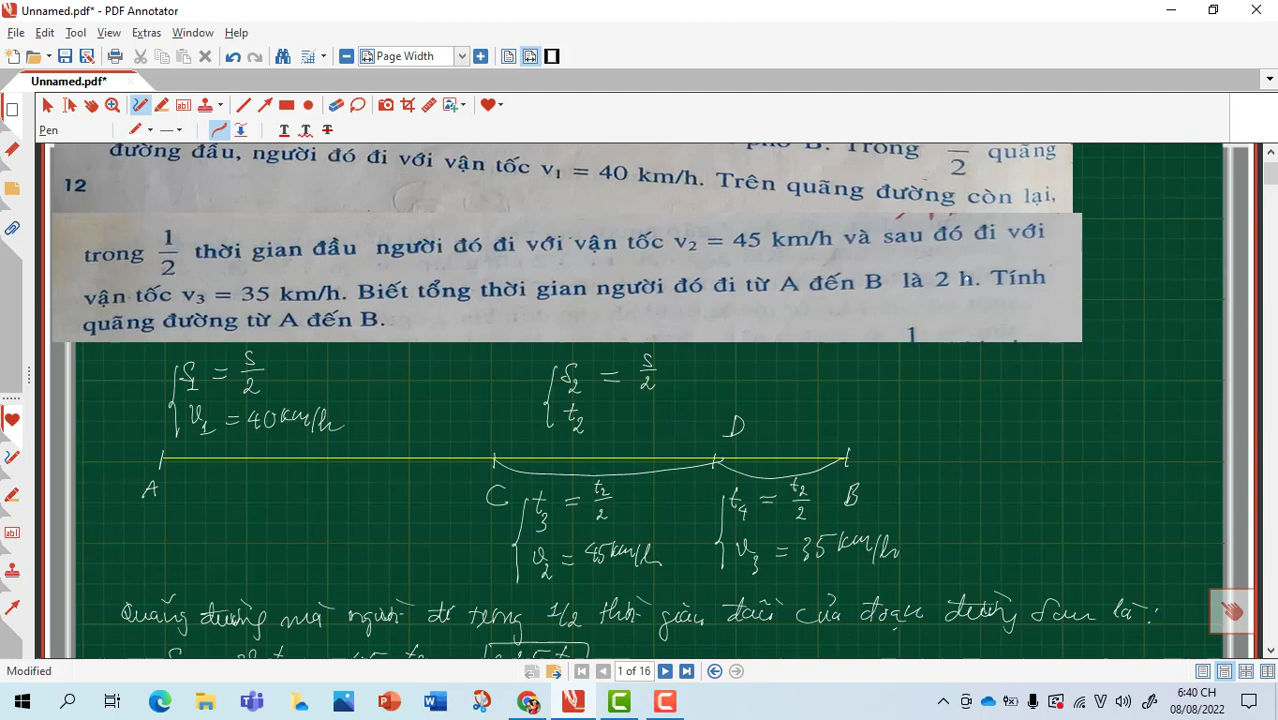 Unnamed.pdf* - PDF Annotator
File Edit Tool View Extras Window Help
Page Width
Unnamed.pdf*
Pen
đường đầu, người đó đi với vận tốc v₁ = 40 km/h. Trên quãng đường còn lại,
phố B. Trong — 2 quãng
12
trong 1/2 thời gian đầu người đó đi với vận tốc v₂ = 45 km/h và sau đó đi với
vận tốc v₃ = 35 km/h. Biết tổng thời gian người đó đi từ A đến B là 2 h. Tính
quãng đường từ A đến B.
1
S₁ = S/2
V₁ = 40km/h
S₂ = S/2
t₂
D
A
C
B
t₃ = t₂/2
V₂ = 45km/h
t₄ = t₂/2
V₃ = 35km/h
Quãng đường mà người đi trong 1/2 thời gian đầu của đoạn đường sau là:
Modified
1 of 16
6:40 CH
08/08/2022